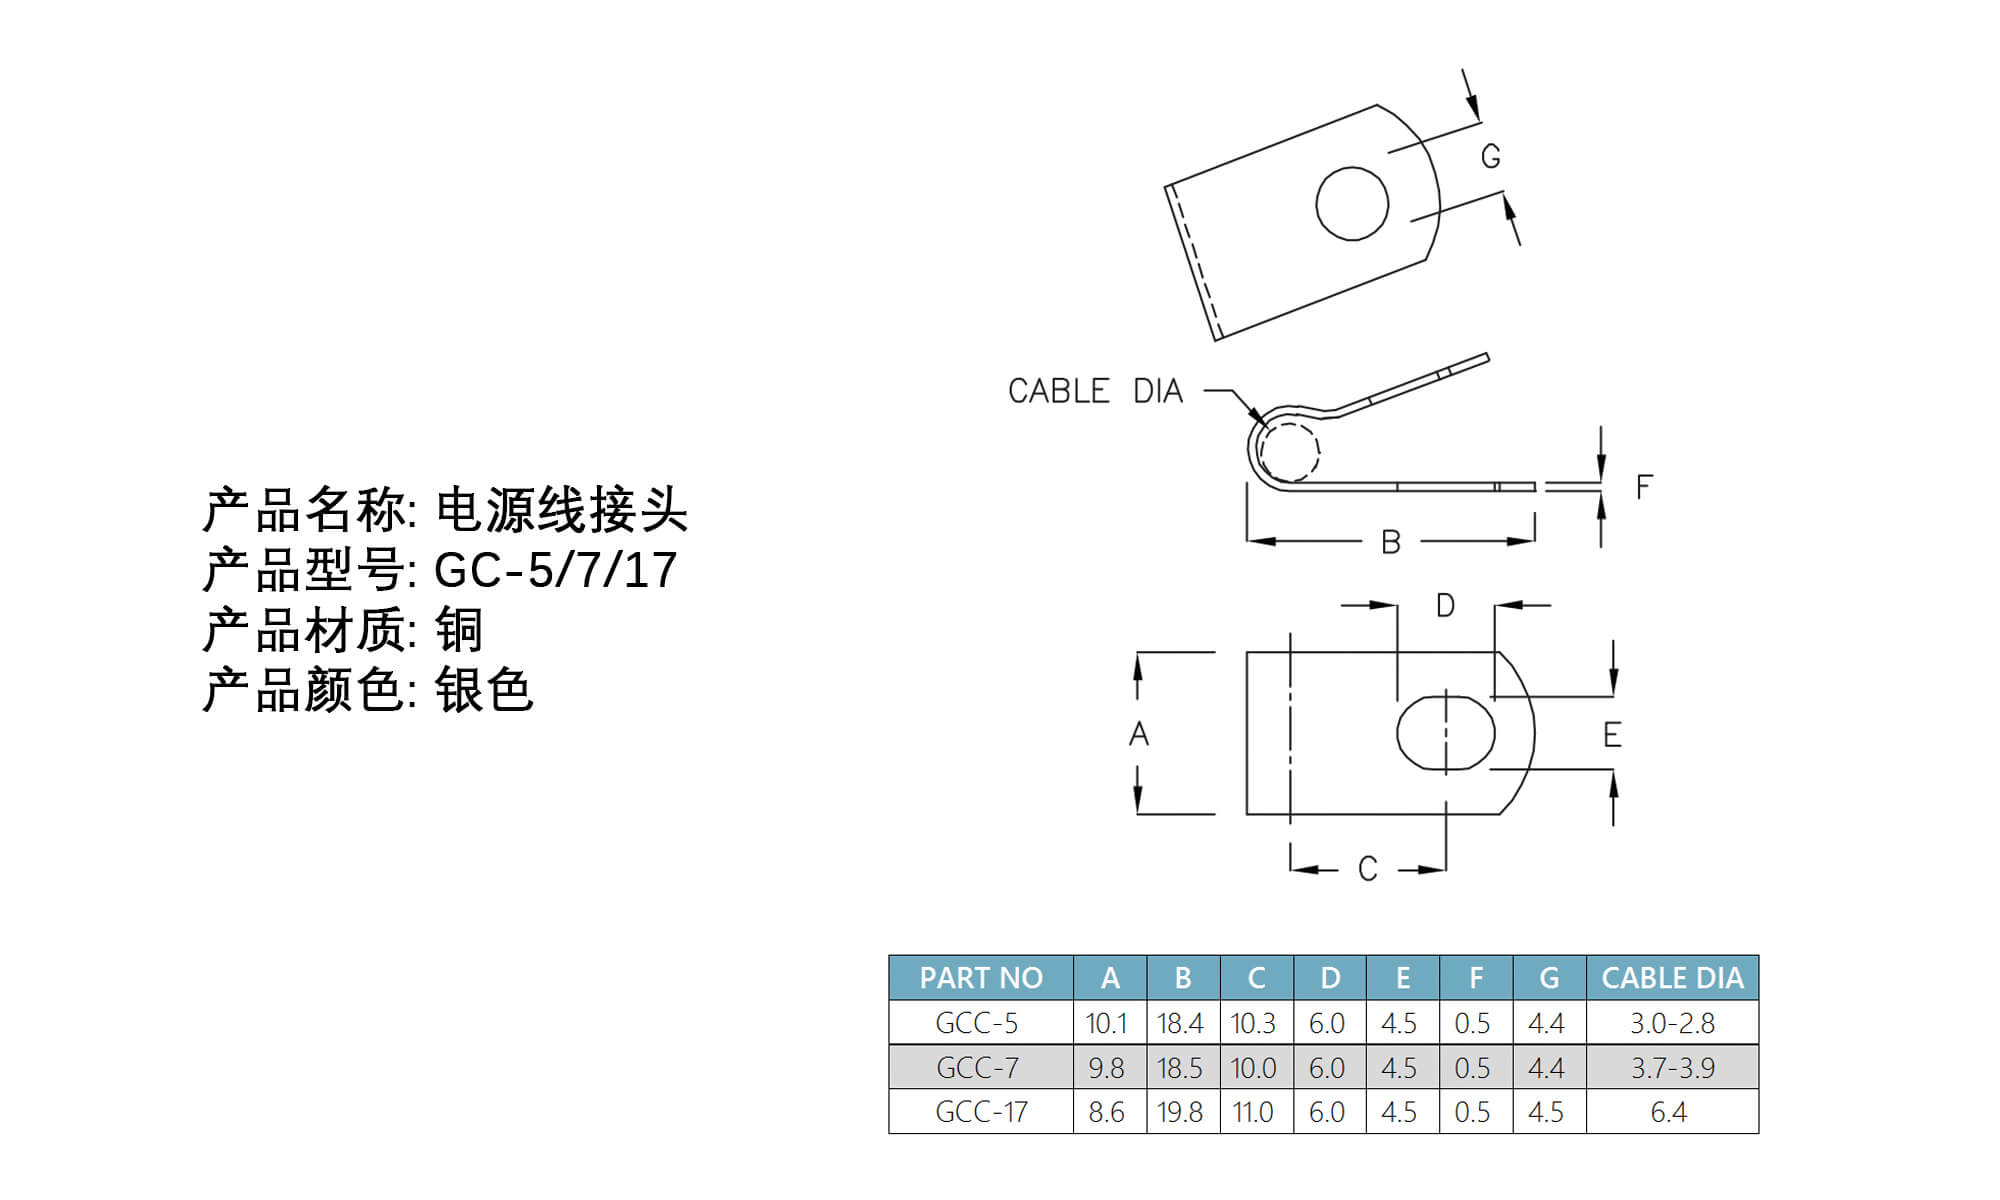 产品名称: 电源线接头
产品型号: GC-5/7/17
产品材质: 铜
产品颜色: 银色
G
CABLE DIA
F
B
D
A
E
C
PART NO A B C D E F G CABLE DIA
GCC-5 10.1 18.4 10.3 6.0 4.5 0.5 4.4 3.0-2.8
GCC-7 9.8 18.5 10.0 6.0 4.5 0.5 4.4 3.7-3.9
GCC-17 8.6 19.8 11.0 6.0 4.5 0.5 4.5 6.4